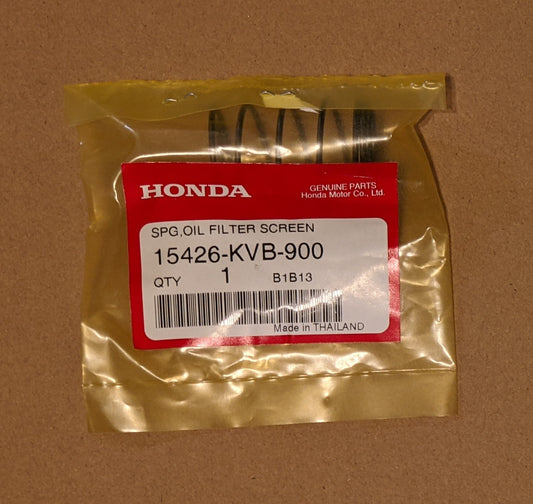 HONDA
GENUINE PARTS
Honda Motor Co., Ltd.
SPG,OIL FILTER SCREEN
15426-KVB-900
QTY 1 B1B13
Made in THAILAND